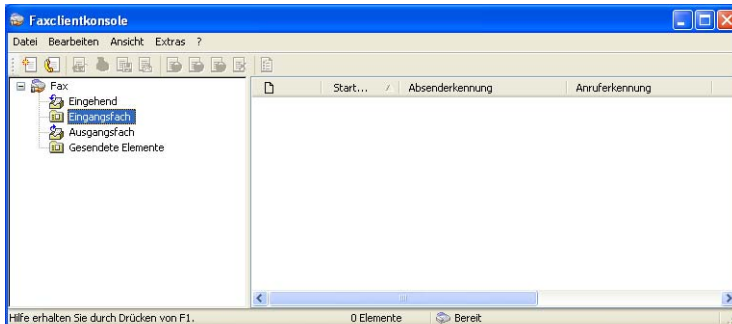 Faxclientkonsole
Datei Bearbeiten Ansicht Extras ?
Fax
Eingehend
Eingangsfach
Ausgangsfach
Gesendete Elemente
Start... Absenderkennung Anruferkennung
Hilfe erhalten Sie durch Drücken von F1. 0 Elemente Bereit